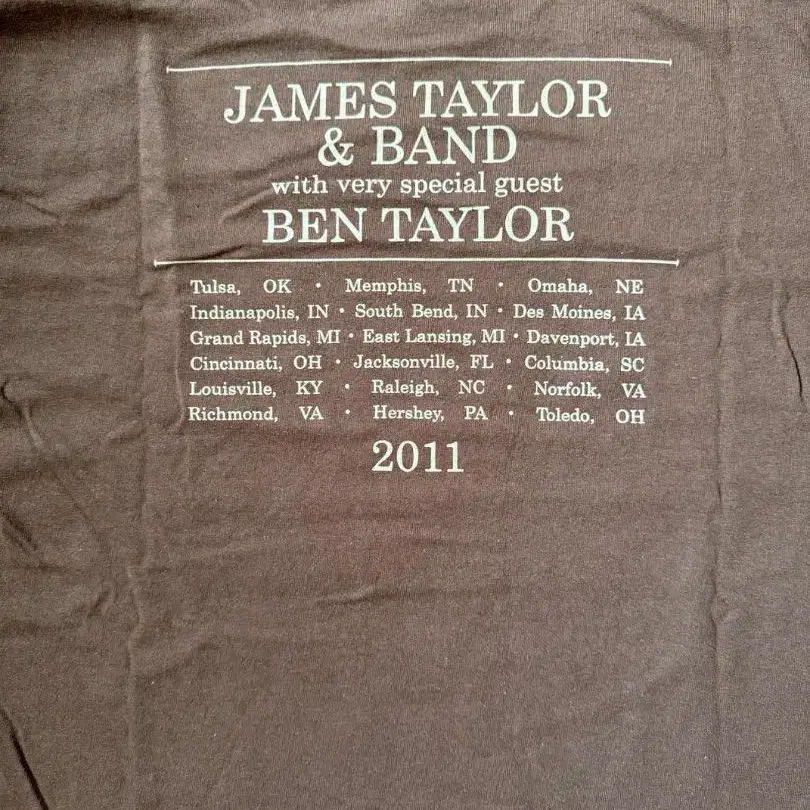 JAMES TAYLOR
& BAND
with very special guest
BEN TAYLOR
Tulsa, OK • Memphis, TN • Omaha, NE
Indianapolis, IN • South Bend, IN • Des Moines, IA
Grand Rapids, MI • East Lansing, MI • Davenport, IA
Cincinnati, OH • Jacksonville, FL • Columbia, SC
Louisville, KY • Raleigh, NC • Norfolk, VA
Richmond, VA • Hershey, PA • Toledo, OH
2011